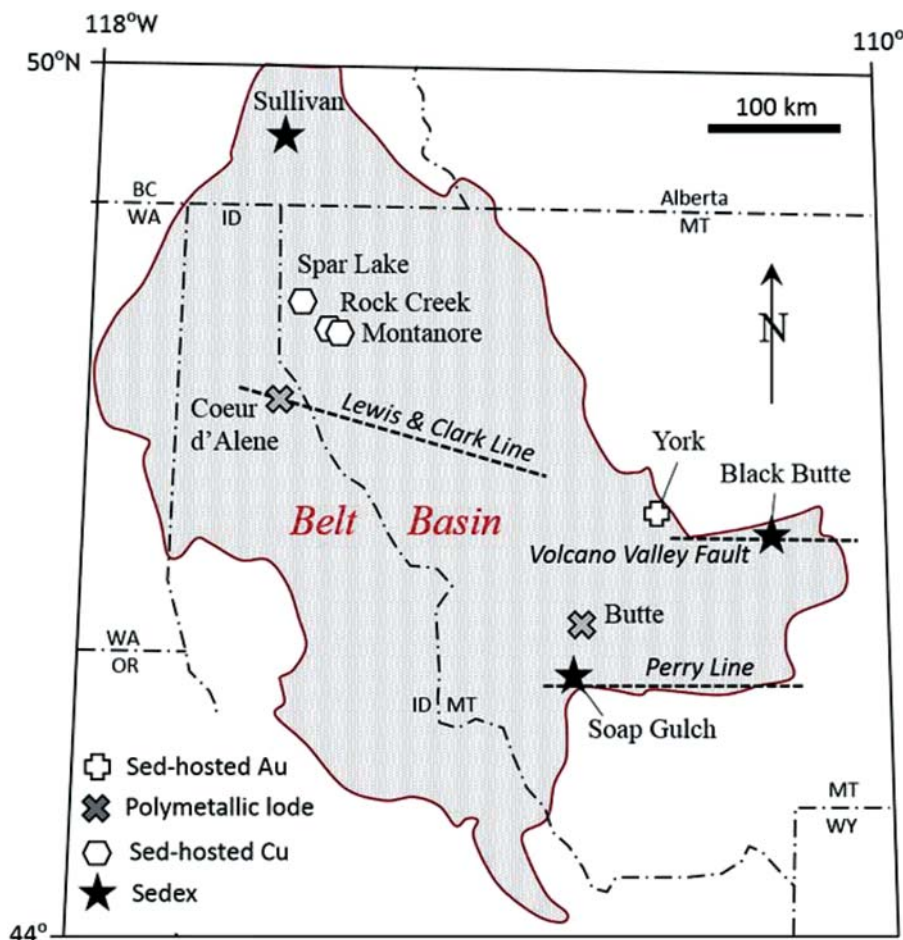 118°W
110°
50°N
Sullivan
100 km
BC
WA
ID
Alberta
MT
Spar Lake
Rock Creek
Montanore
N
Coeur
d'Alene
Lewis & Clark Line
York
Black Butte
Belt Basin
Volcano Valley Fault
Butte
WA
OR
Perry Line
ID
MT
Soap Gulch
Sed-hosted Au
Polymetallic lode
Sed-hosted Cu
Sedex
MT
WY
44°